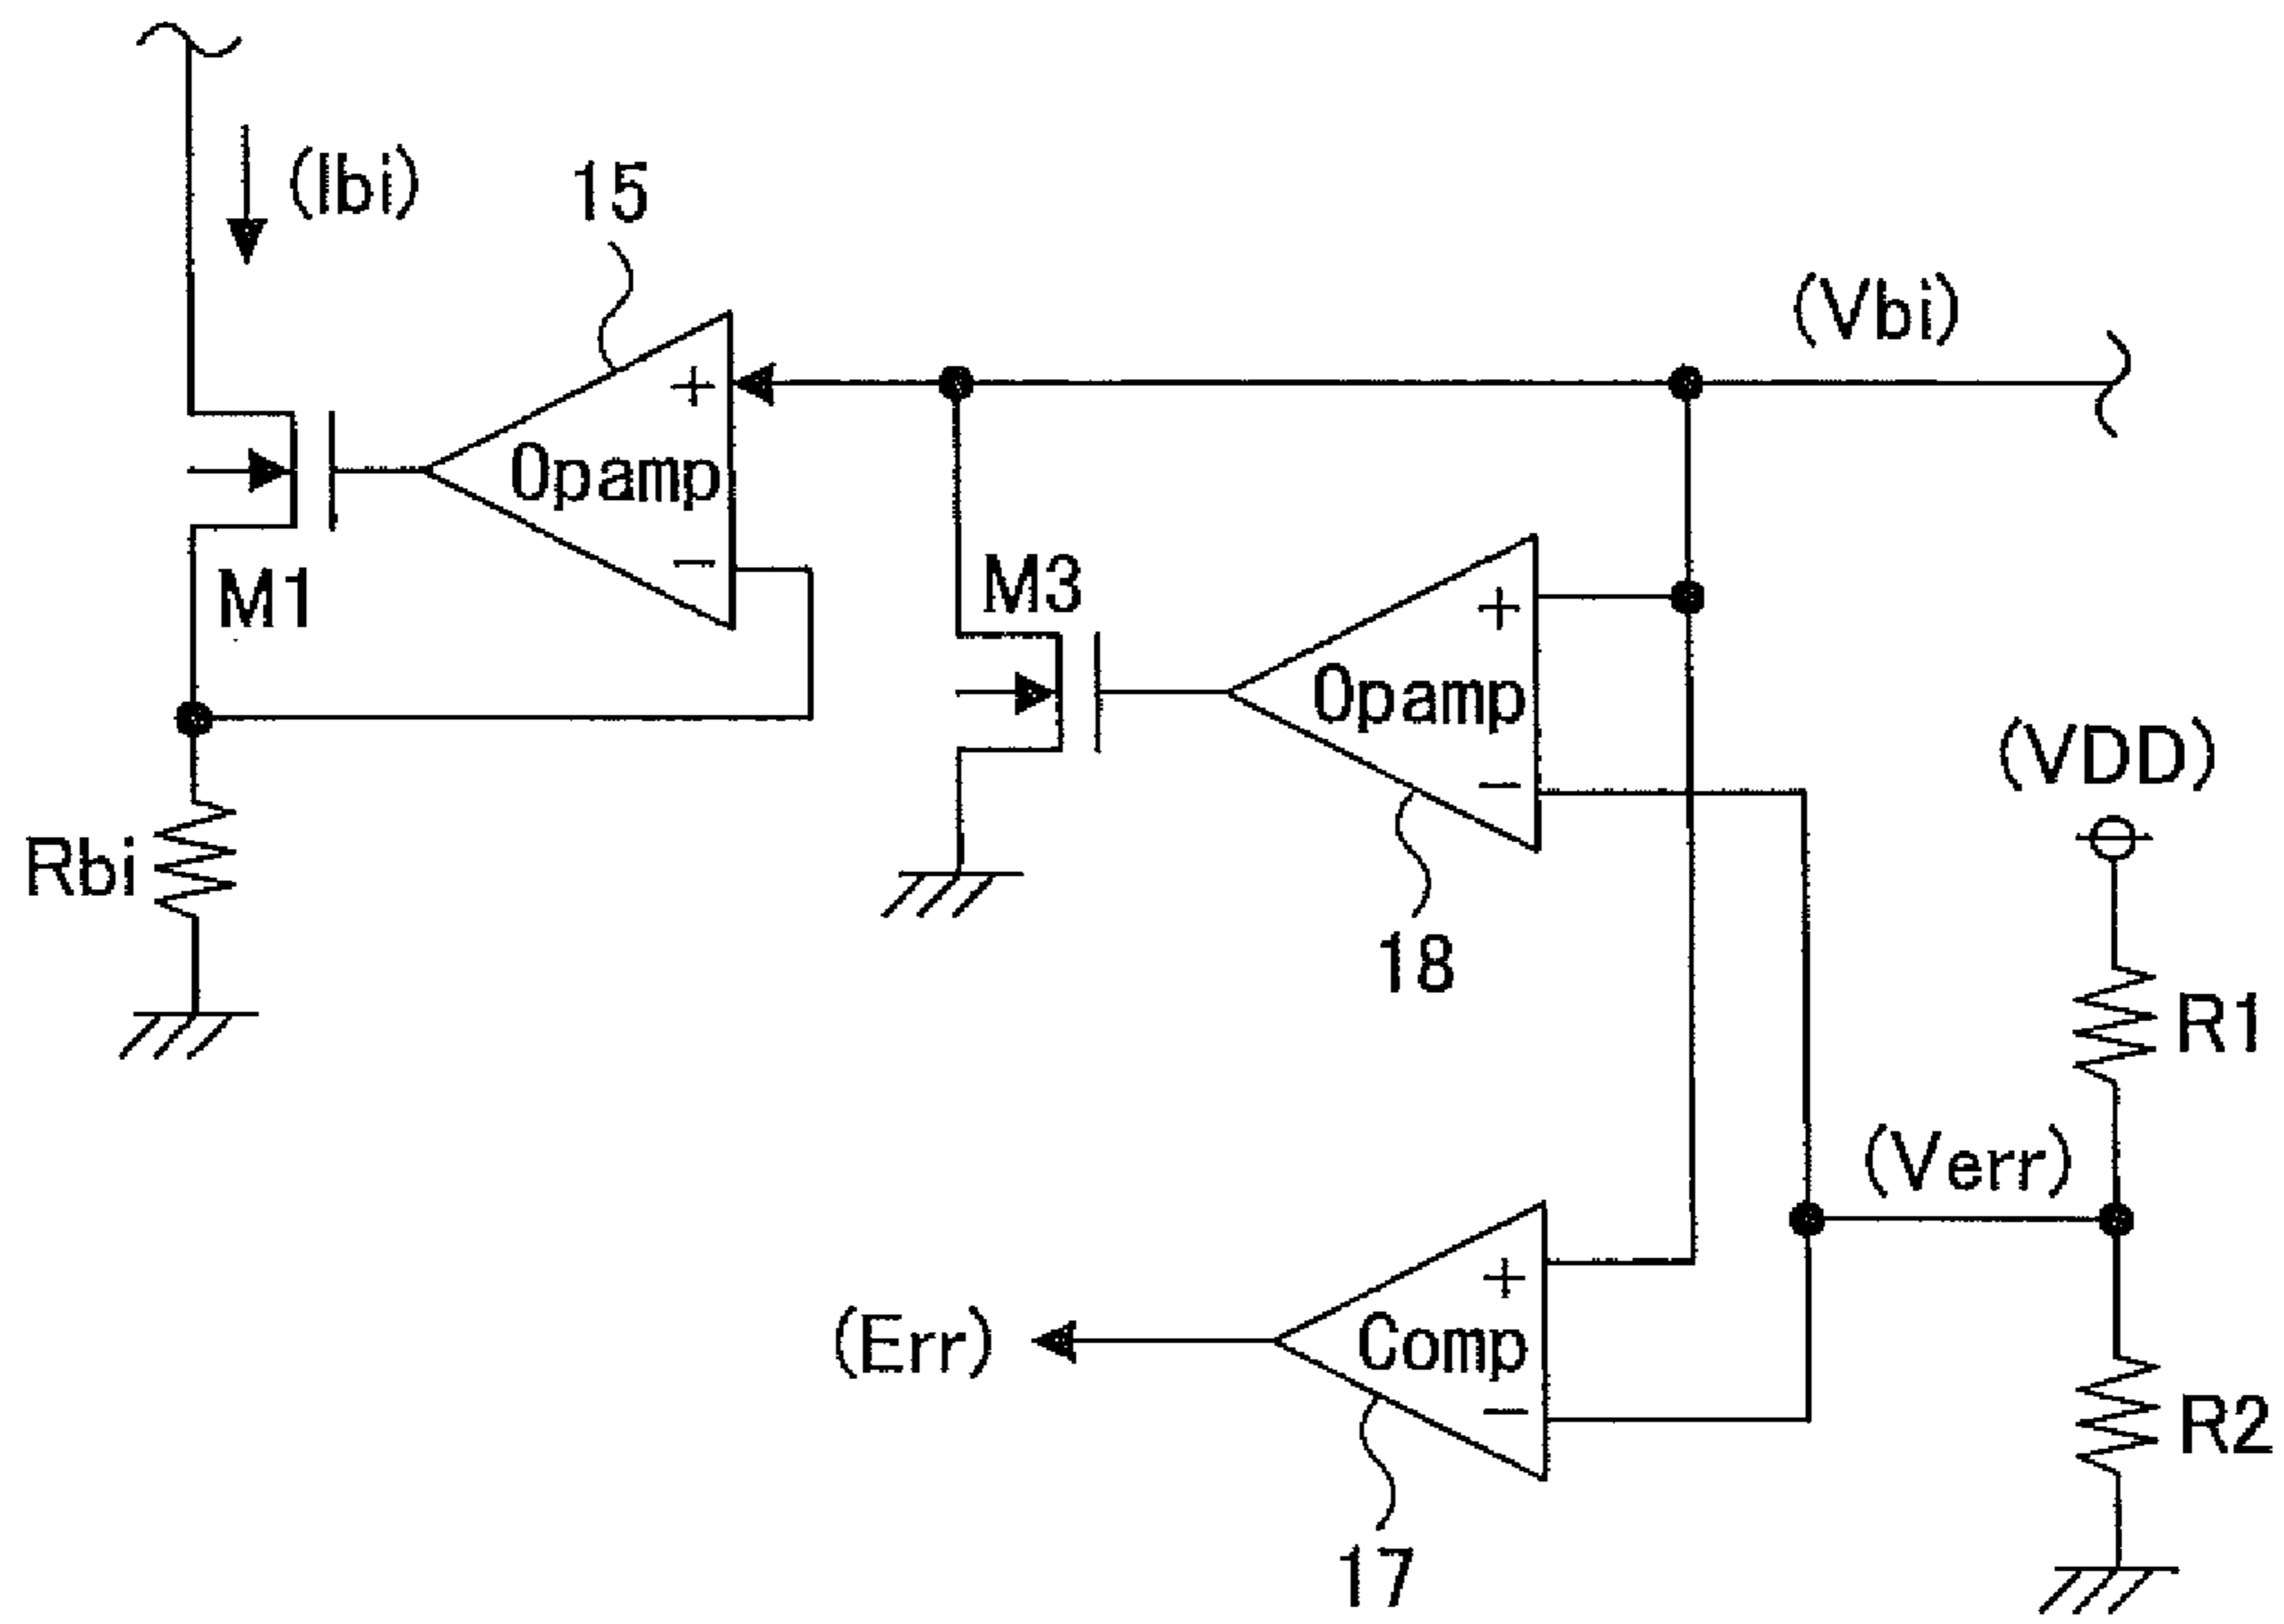 (Ibi)
15
(Vbi)
+
Opamp
−
M1
M3
+
Opamp
−
(VDD)
Rbi
18
R1
(Verr)
+
(Err)
Comp
−
R2
17